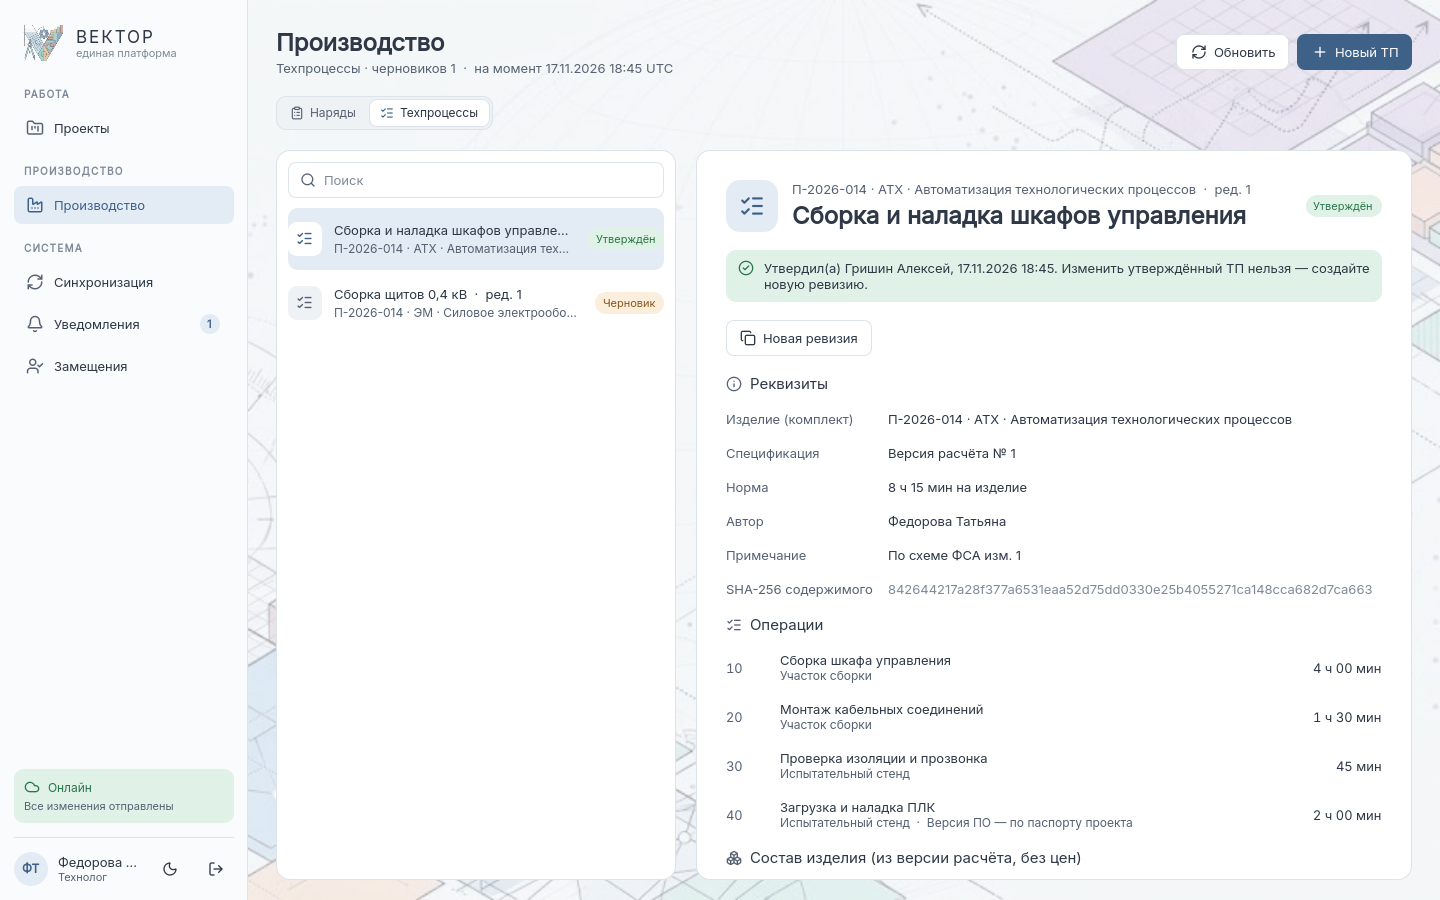 ВЕКТОР
единая платформа
РАБОТА
Проекты
ПРОИЗВОДСТВО
Производство
СИСТЕМА
Синхронизация
Уведомления 1
Замещения
Онлайн
Все изменения отправлены
ФТ
Федорова ...
Технолог
Производство
Техпроцессы · черновиков 1 · на момент 17.11.2026 18:45 UTC
Обновить
Новый ТП
Наряды
Техпроцессы
Поиск
Сборка и наладка шкафов управле...
П-2026-014 · АТХ · Автоматизация тех...
Утверждён
Сборка щитов 0,4 кВ · ред. 1
П-2026-014 · ЭМ · Силовое электрообо...
Черновик
П-2026-014 · АТХ · Автоматизация технологических процессов · ред. 1
Сборка и наладка шкафов управления
Утверждён
Утвердил(а) Гришин Алексей, 17.11.2026 18:45. Изменить утверждённый ТП нельзя — создайте
новую ревизию.
Новая ревизия
Реквизиты
Изделие (комплект) П-2026-014 · АТХ · Автоматизация технологических процессов
Спецификация Версия расчёта № 1
Норма 8 ч 15 мин на изделие
Автор Федорова Татьяна
Примечание По схеме ФСА изм. 1
SHA-256 содержимого 842644217a28f377a6531eaa52d75dd0330e25b4055271ca148cca682d7ca663
Операции
10 Сборка шкафа управления 4 ч 00 мин
Участок сборки
20 Монтаж кабельных соединений 1 ч 30 мин
Участок сборки
30 Проверка изоляции и прозвонка 45 мин
Испытательный стенд
40 Загрузка и наладка ПЛК 2 ч 00 мин
Испытательный стенд · Версия ПО — по паспорту проекта
Состав изделия (из версии расчёта, без цен)